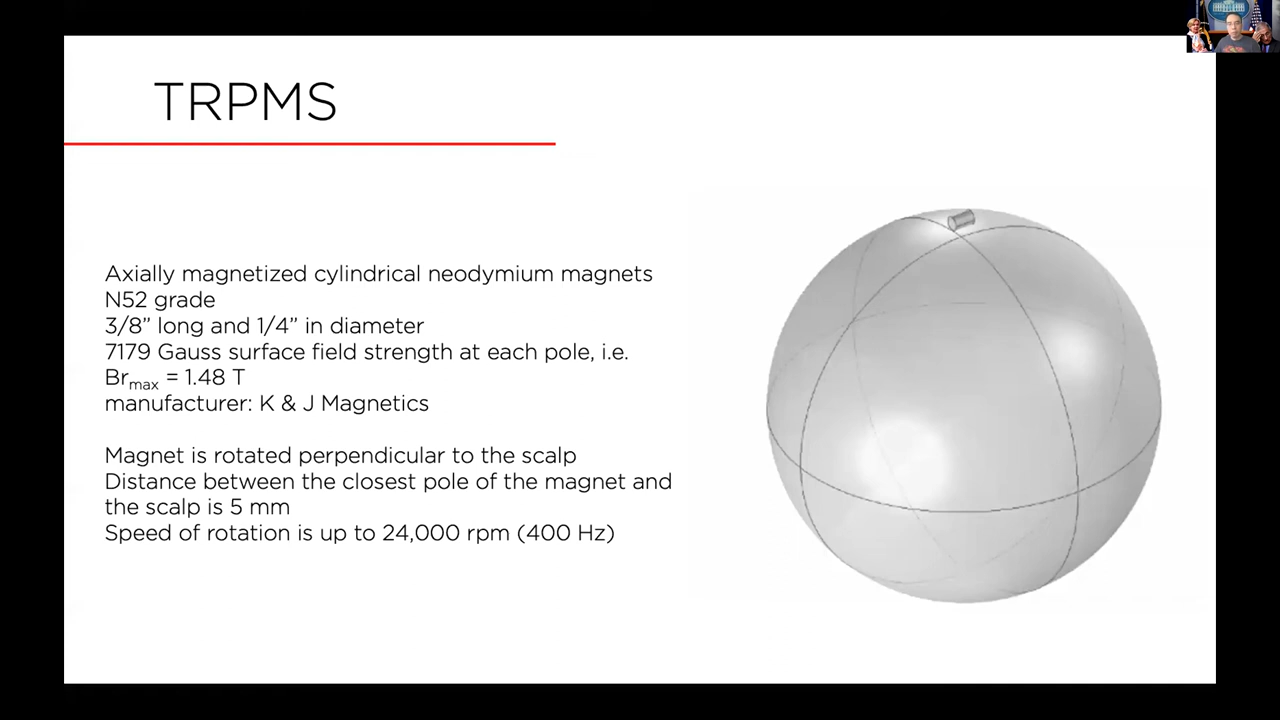 TRPMS
Axially magnetized cylindrical neodymium magnets
N52 grade
3/8” long and 1/4” in diameter
7179 Gauss surface field strength at each pole, i.e.
Brmax = 1.48 T
manufacturer: K & J Magnetics
Magnet is rotated perpendicular to the scalp
Distance between the closest pole of the magnet and
the scalp is 5 mm
Speed of rotation is up to 24,000 rpm (400 Hz)